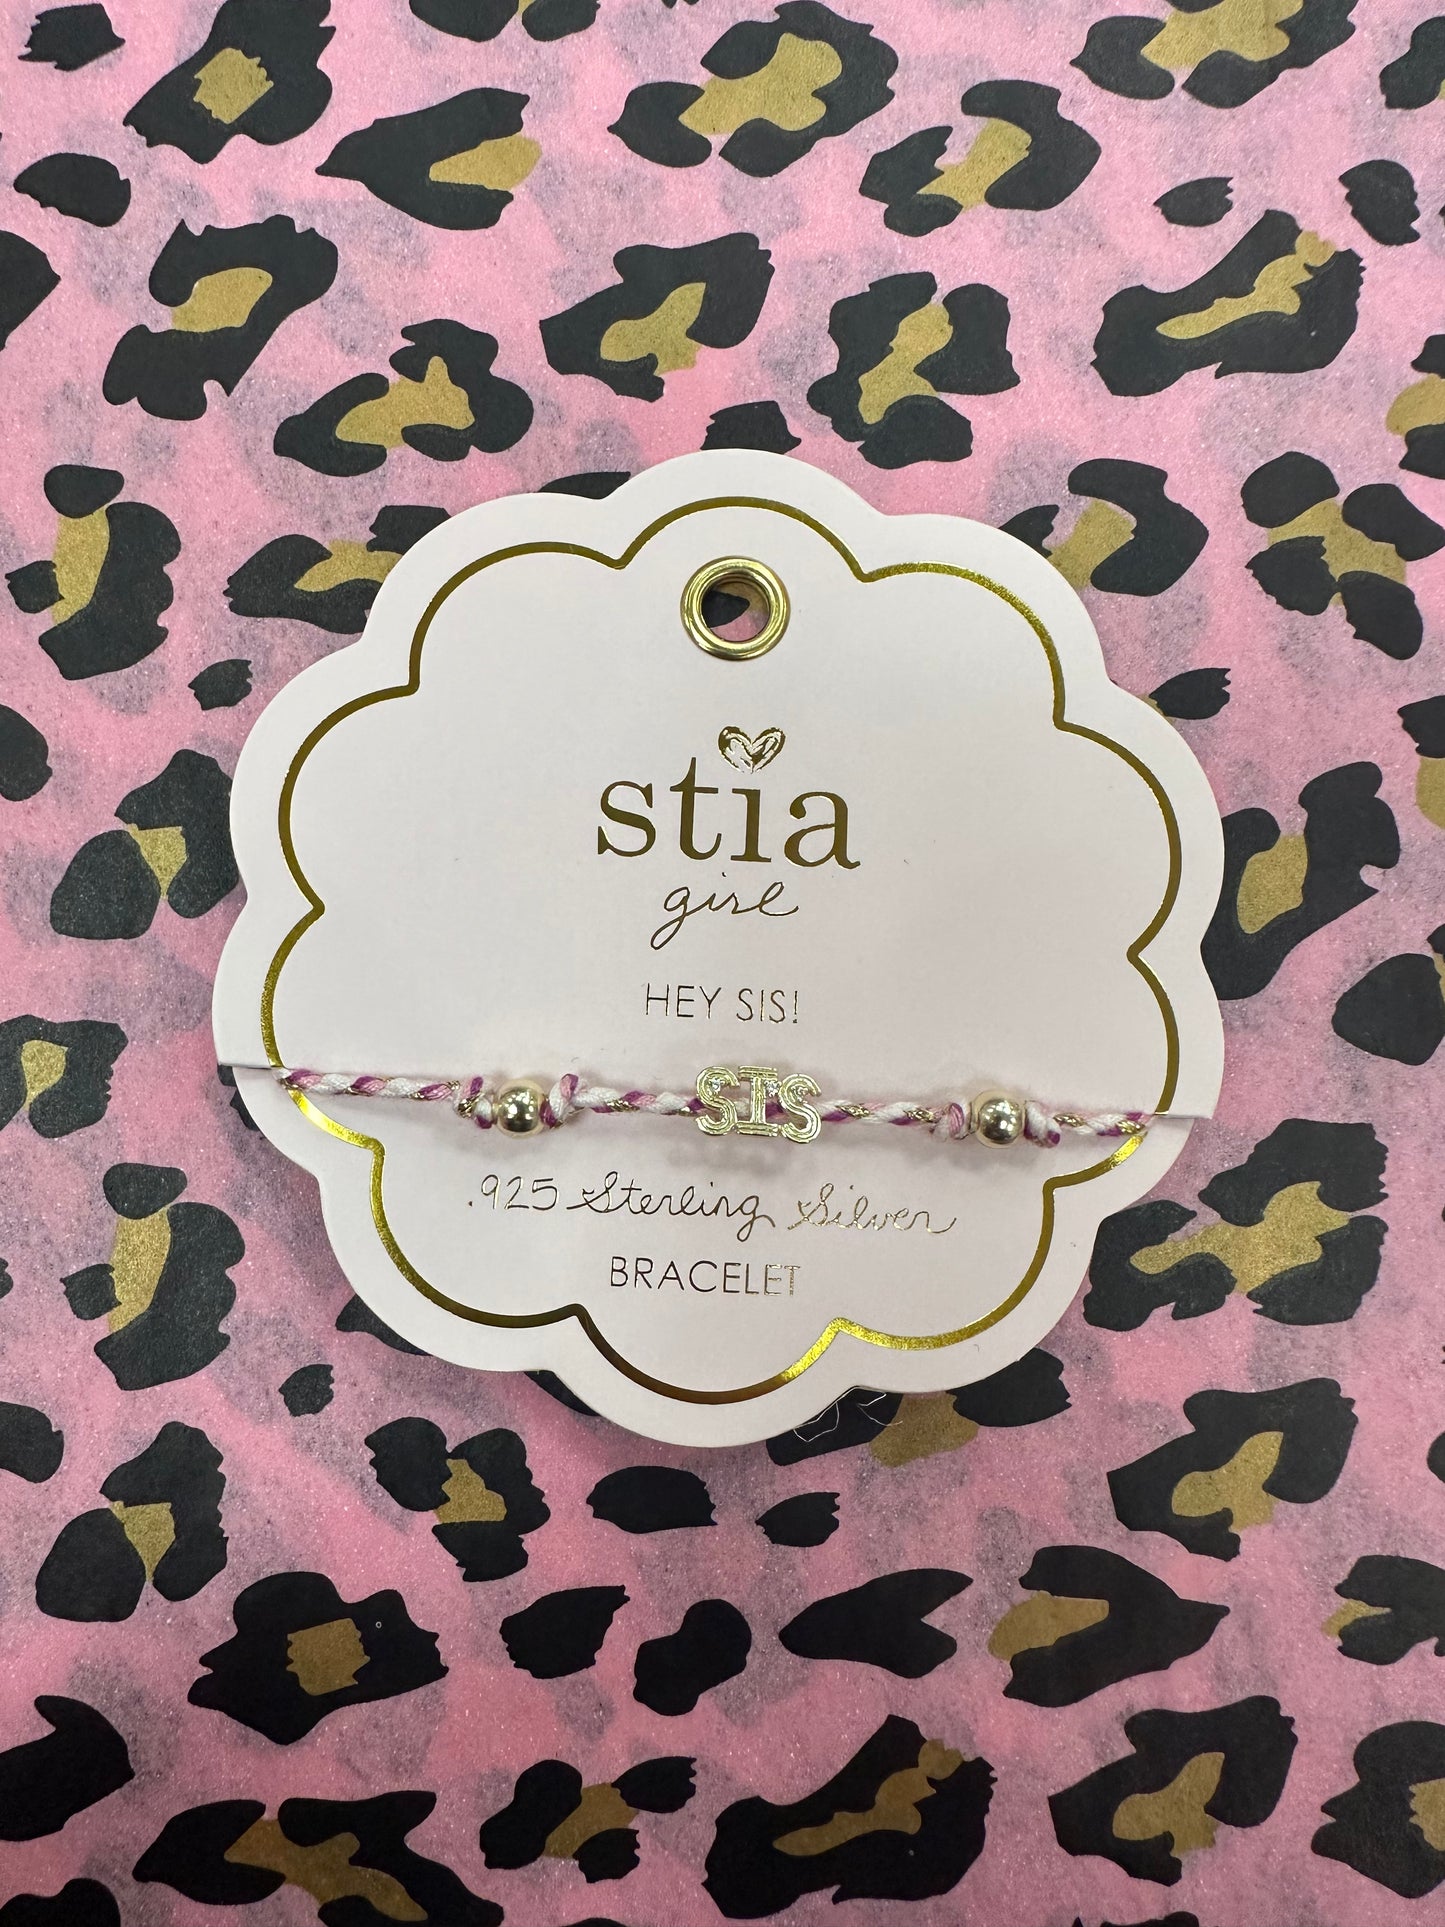 stia
girl
HEY SIS!
SIS
.925 Sterling Silver
BRACELET